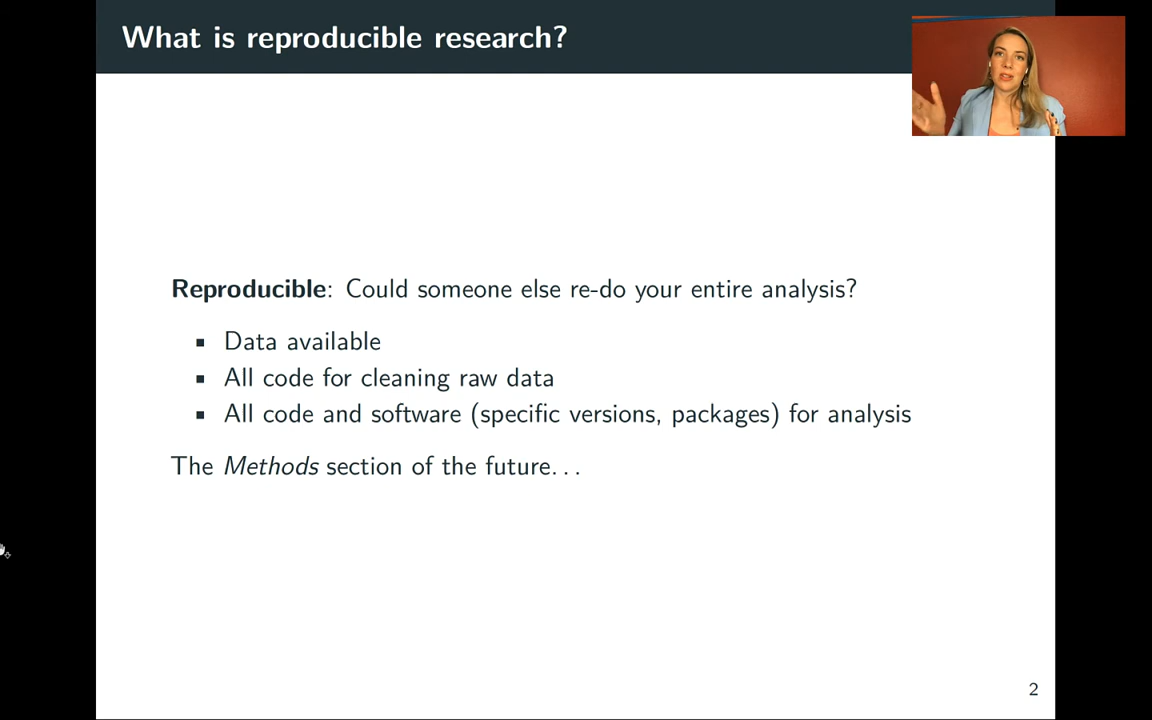 What is reproducible research?
Reproducible: Could someone else re-do your entire analysis?
▪ Data available
▪ All code for cleaning raw data
▪ All code and software (specific versions, packages) for analysis
The Methods section of the future...
2